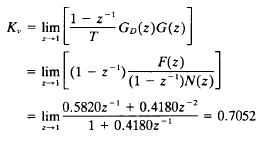 K_v = lim_{z→1} [ (1 − z^{−1})/T G_D(z)G(z) ]
= lim_{z→1} [ (1 − z^{−1}) F(z)/((1 − z^{−1})N(z)) ]
= lim_{z→1} (0.5820z^{−1} + 0.4180z^{−2})/(1 + 0.4180z^{−1}) = 0.7052